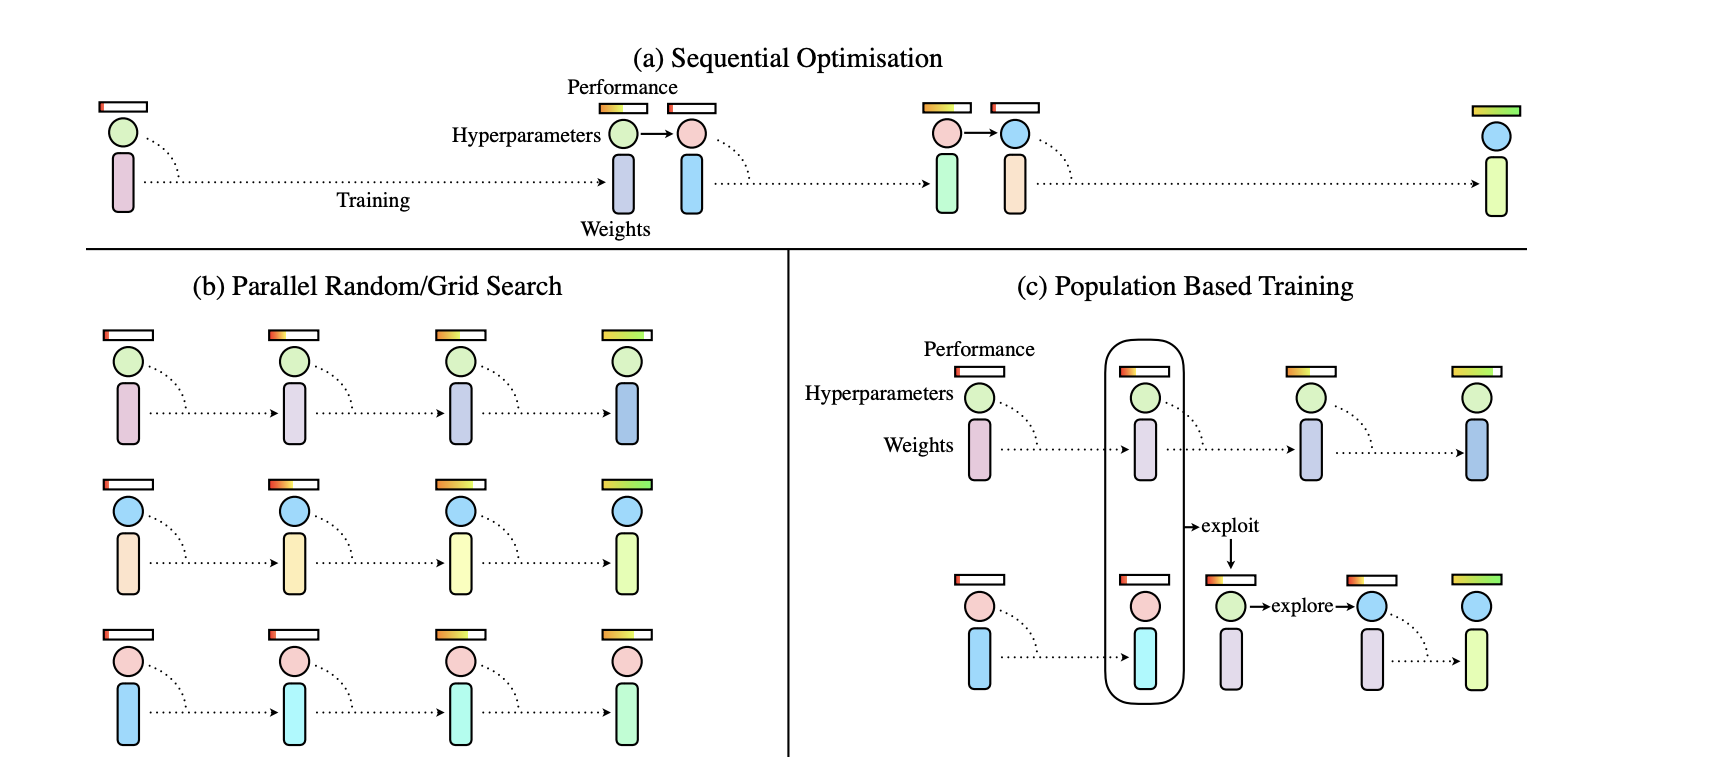 (a) Sequential Optimisation
Performance
Hyperparameters
Training
Weights
(b) Parallel Random/Grid Search
(c) Population Based Training
Performance
Hyperparameters
Weights
exploit
explore